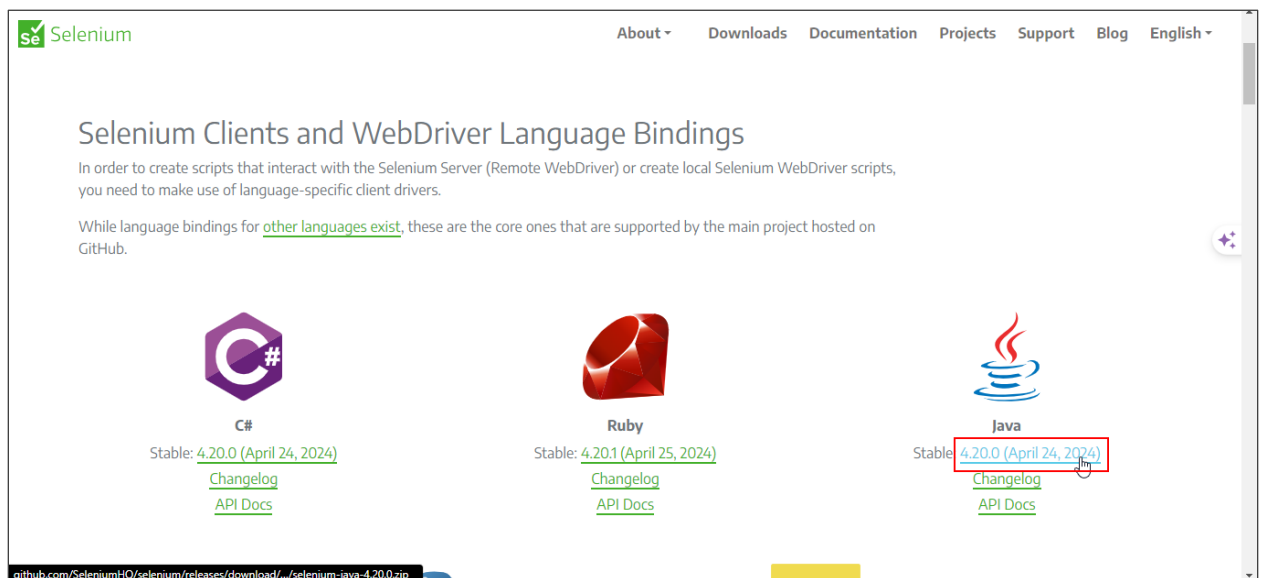 Se Selenium
About Downloads Documentation Projects Support Blog English
Selenium Clients and WebDriver Language Bindings
In order to create scripts that interact with the Selenium Server (Remote WebDriver) or create local Selenium WebDriver scripts,
you need to make use of language-specific client drivers.
While language bindings for other languages exist, these are the core ones that are supported by the main project hosted on
GitHub.
C#
C# Ruby Java
Stable: 4.20.0 (April 24, 2024) Stable: 4.20.1 (April 25, 2024) Stable 4.20.0 (April 24, 2024)
Changelog Changelog Changelog
API Docs API Docs API Docs
github.com/SeleniumHQ/selenium/releases/download/.../selenium-java-4.20.0.zip